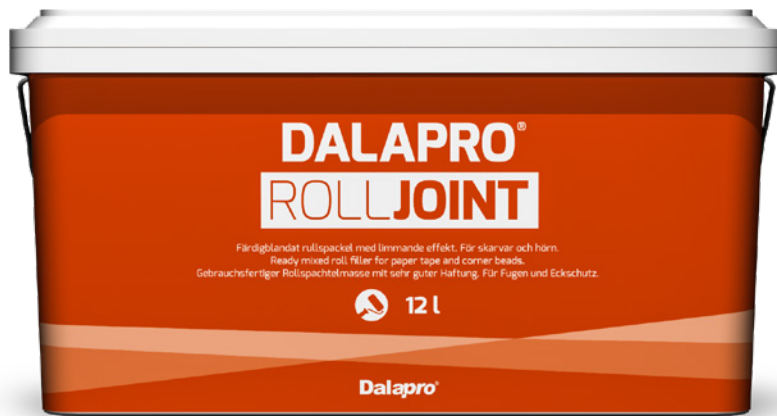 DALAPRO®
ROLLJOINT
Färdigblandat rullspackel med limmande effekt. För skarvar och hörn.
Ready mixed roll filler for paper tape and corner beads.
Gebrauchsfertiger Rollspachtelmasse mit sehr guter Haftung. Für Fugen und Eckschutz.
12 l
Dalapro®